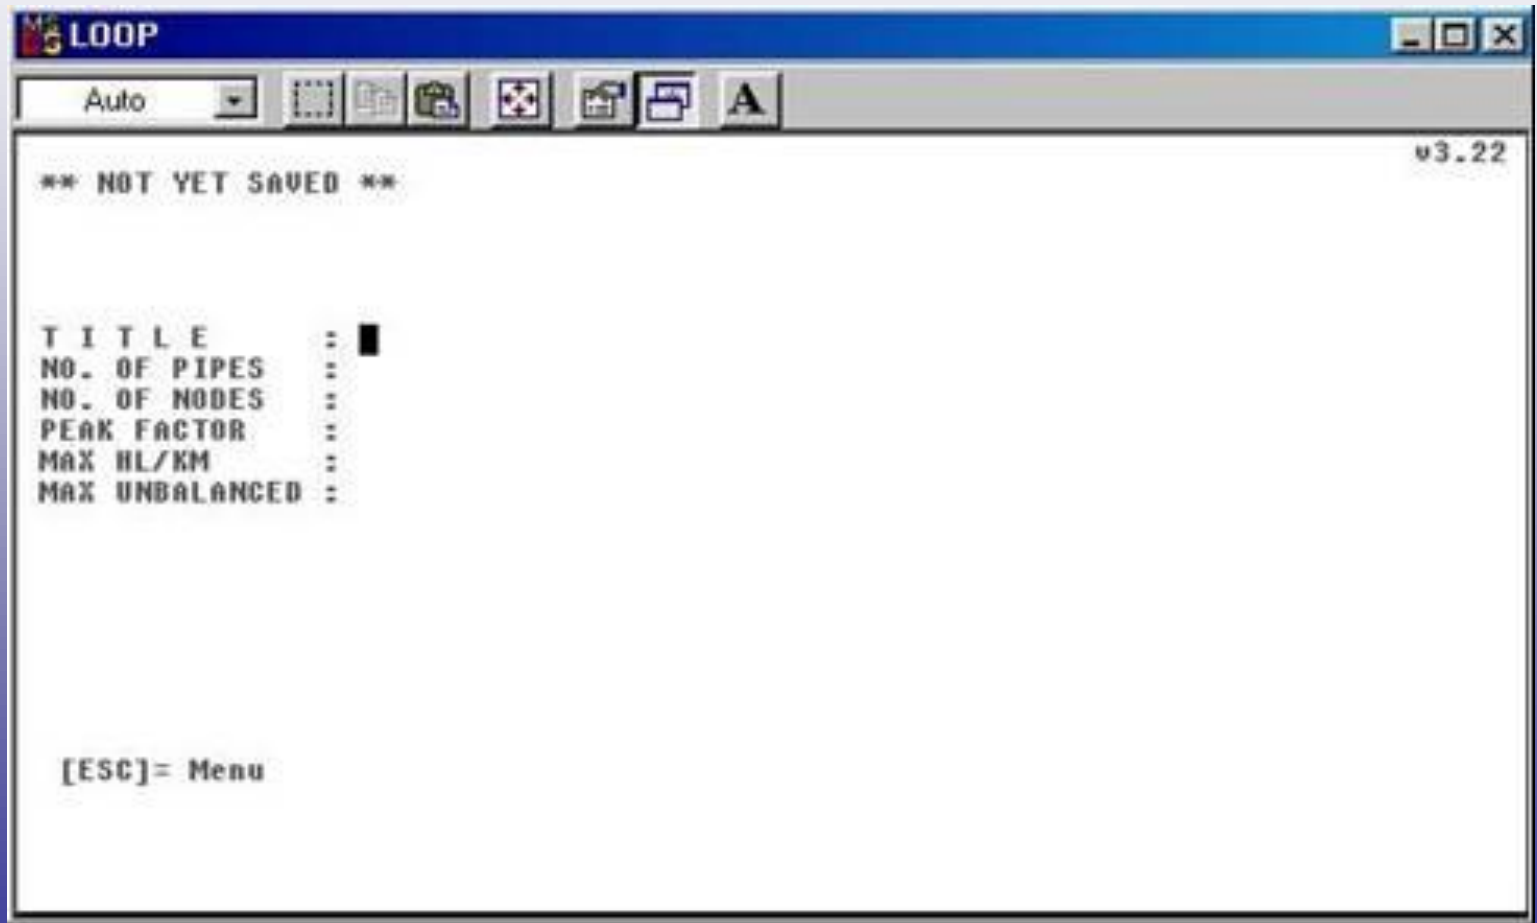 LOOP
Auto
A
v3.22
** NOT YET SAVED **
T I T L E :
NO. OF PIPES :
NO. OF NODES :
PEAK FACTOR :
MAX HL/KM :
MAX UNBALANCED :
[ESC]= Menu